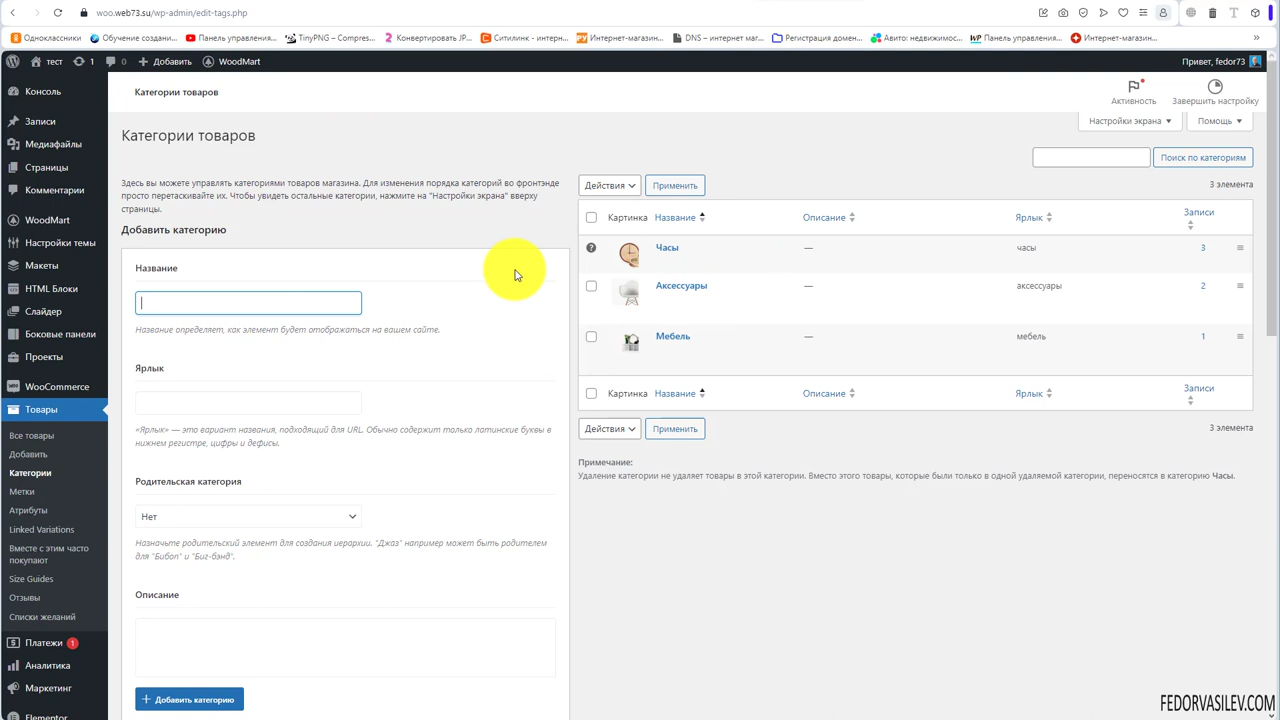 woo.web73.su/wp-admin/edit-tags.php
Одноклассники
Обучение создани...
Панель управления...
TinyPNG – Compres...
Конвертировать JP...
Ситилинк - интерн...
Интернет-магазин...
DNS – интернет маг...
Регистрация домен...
Авито: недвижимос...
Панель управления...
Интернет-магазин...
тест
1
0
Добавить
WoodMart
Привет, fedor73
Консоль
Записи
Медиафайлы
Страницы
Комментарии
WoodMart
Настройки темы
Макеты
HTML Блоки
Слайдер
Боковые панели
Проекты
WooCommerce
Товары
Все товары
Добавить
Категории
Метки
Атрибуты
Linked Variations
Вместе с этим часто
покупают
Size Guides
Отзывы
Списки желаний
Платежи 1
Аналитика
Маркетинг
Elementor
Категории товаров
Активность
Завершить настройку
Настройки экрана
Помощь
Категории товаров
Поиск по категориям
Здесь вы можете управлять категориями товаров магазина. Для изменения порядка категорий во фронтэнде
просто перетаскивайте их. Чтобы увидеть остальные категории, нажмите на "Настройки экрана" вверху
страницы.
Добавить категорию
Название
Название определяет, как элемент будет отображаться на вашем сайте.
Ярлык
«Ярлык» — это вариант названия, подходящий для URL. Обычно содержит только латинские буквы в
нижнем регистре, цифры и дефисы.
Родительская категория
Нет
Назначьте родительский элемент для создания иерархии. "Джаз" например может быть родителем
для "Бибоп" и "Биг-бэнд".
Описание
Добавить категорию
Действия
Применить
3 элемента
Картинка Название Описание Ярлык Записи
Часы — часы 3
Аксессуары — аксессуары 2
Мебель — мебель 1
Картинка Название Описание Ярлык Записи
Действия
Применить
3 элемента
Примечание:
Удаление категории не удаляет товары в этой категории. Вместо этого товары, которые были только в одной удаляемой категории, переносятся в категорию Часы.
FEDORVASILEV.COM